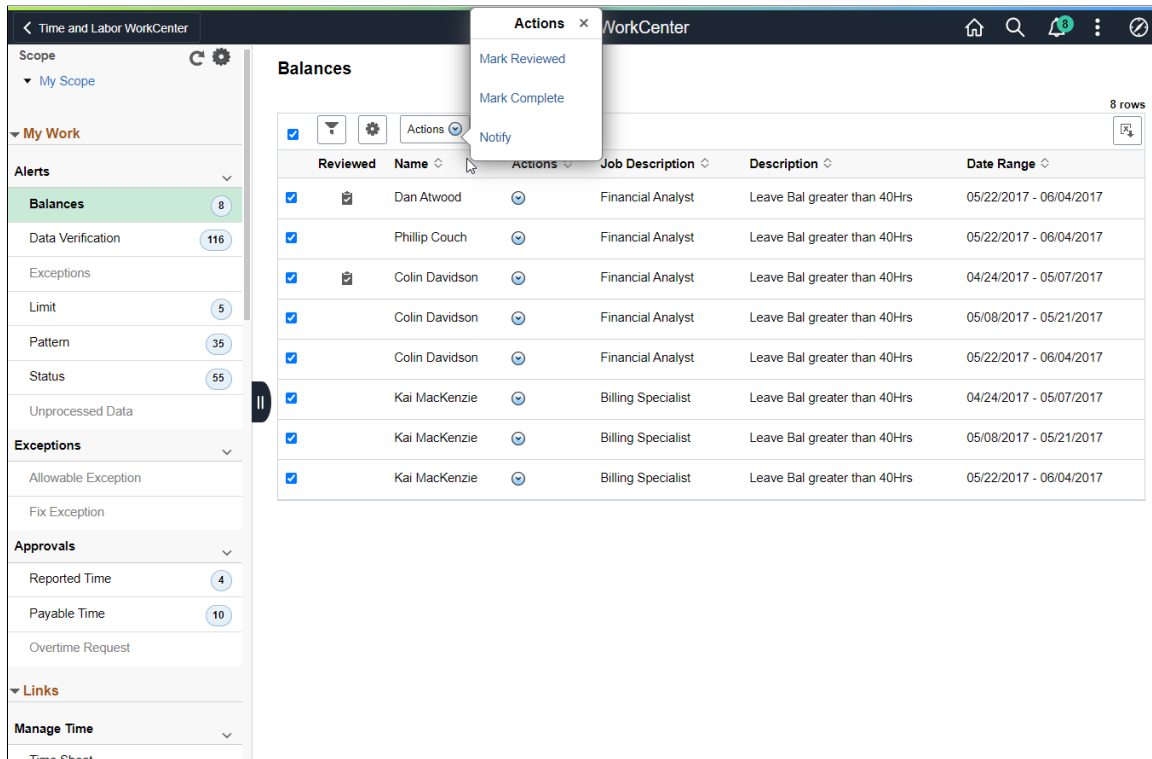 Time and Labor WorkCenter
Actions ×
WorkCenter
8
Scope
My Scope
My Work
Alerts
Balances 8
Data Verification 116
Exceptions
Limit 5
Pattern 35
Status 55
Unprocessed Data
Exceptions
Allowable Exception
Fix Exception
Approvals
Reported Time 4
Payable Time 10
Overtime Request
Links
Manage Time
Time Sheet
Mark Reviewed
Mark Complete
Notify
Balances
8 rows
Actions
Reviewed Name Actions Job Description Description Date Range
Dan Atwood Financial Analyst Leave Bal greater than 40Hrs 05/22/2017 - 06/04/2017
Phillip Couch Financial Analyst Leave Bal greater than 40Hrs 05/22/2017 - 06/04/2017
Colin Davidson Financial Analyst Leave Bal greater than 40Hrs 04/24/2017 - 05/07/2017
Colin Davidson Financial Analyst Leave Bal greater than 40Hrs 05/08/2017 - 05/21/2017
Colin Davidson Financial Analyst Leave Bal greater than 40Hrs 05/22/2017 - 06/04/2017
Kai MacKenzie Billing Specialist Leave Bal greater than 40Hrs 04/24/2017 - 05/07/2017
Kai MacKenzie Billing Specialist Leave Bal greater than 40Hrs 05/08/2017 - 05/21/2017
Kai MacKenzie Billing Specialist Leave Bal greater than 40Hrs 05/22/2017 - 06/04/2017